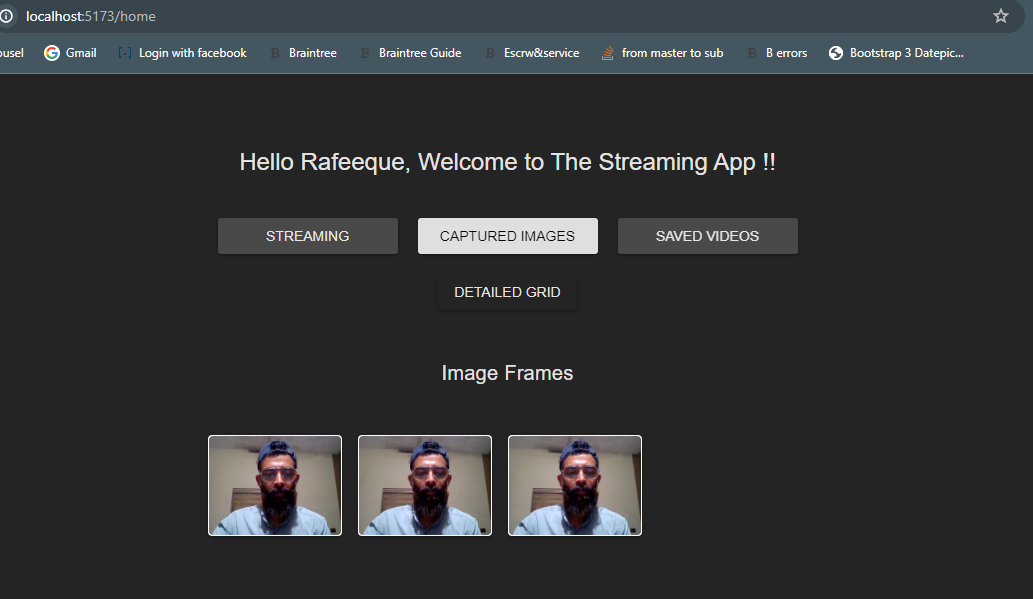 localhost:5173/home
ousel Gmail Login with facebook Braintree Braintree Guide Escrw&service from master to sub B errors Bootstrap 3 Datepic...
Hello Rafeeque, Welcome to The Streaming App !!
STREAMING CAPTURED IMAGES SAVED VIDEOS
DETAILED GRID
Image Frames